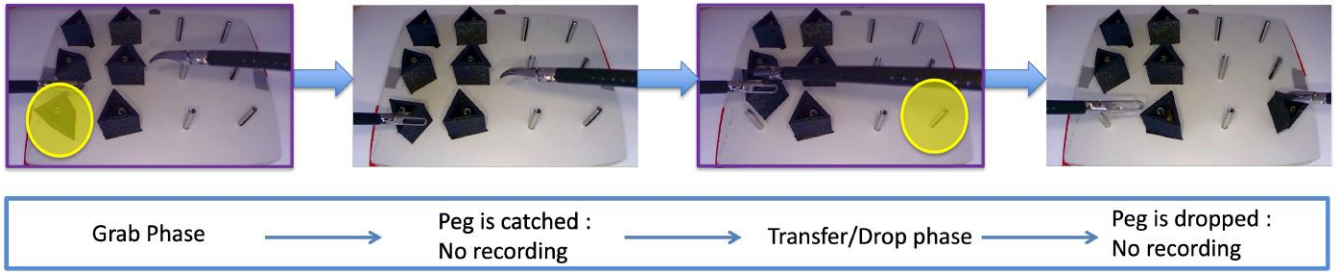 Grab Phase
Peg is catched :
No recording
Transfer/Drop phase
Peg is dropped :
No recording